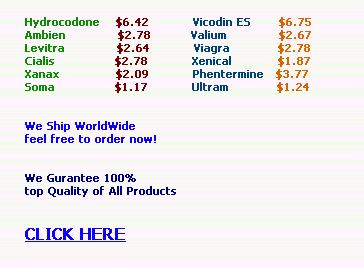 Hydrocodone $6.42 Vicodin ES $6.75
Ambien $2.78 Valium $2.67
Levitra $2.64 Viagra $2.78
Cialis $2.78 Xenical $1.87
Xanax $2.09 Phentermine $3.77
Soma $1.17 Ultram $1.24
We Ship WorldWide
feel free to order now!
We Gurantee 100%
top Quality of All Products
CLICK HERE